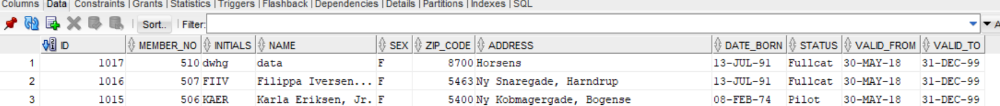 Columns | Data | Constraints | Grants | Statistics | Triggers | Flashback | Dependencies | Details | Partitions | Indexes | SQL
Sort.. Filter:
ID MEMBER_NO INITIALS NAME SEX ZIP_CODE ADDRESS DATE_BORN STATUS VALID_FROM VALID_TO
1 1017 510 dwhg data F 8700 Horsens 13-JUL-91 Fullcat 30-MAY-18 31-DEC-99
2 1016 507 FIIV Filippa Iversen... F 5463 Ny Snaregade, Harndrup 13-JUL-91 Fullcat 30-MAY-18 31-DEC-99
3 1015 506 KAER Karla Eriksen, Jr. F 5400 Ny Kobmagergade, Bogense 08-FEB-74 Pilot 30-MAY-18 31-DEC-99